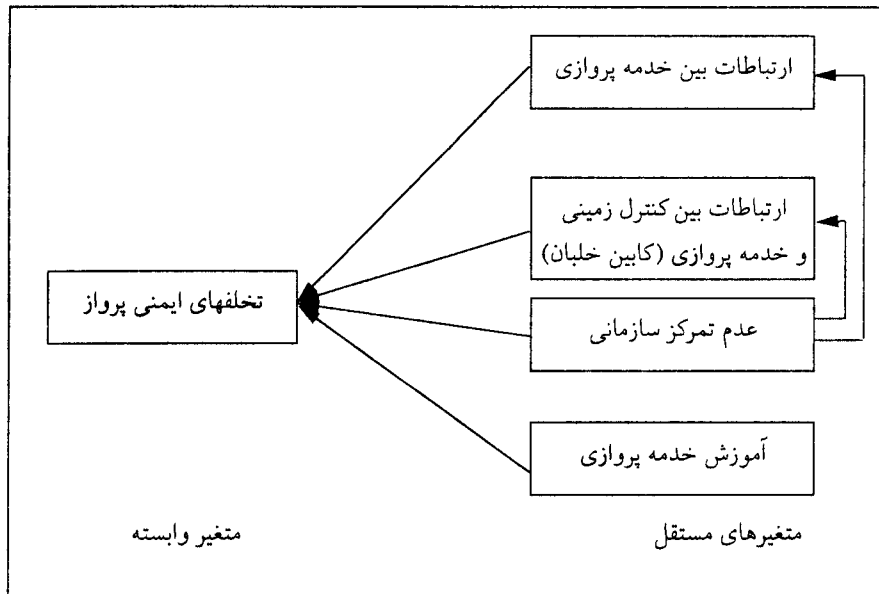 ارتباطات بین خدمه پروازی
ارتباطات بین کنترل زمینی
و خدمه پروازی (کابین خلبان)
عدم تمرکز سازمانی
آموزش خدمه پروازی
متغیرهای مستقل
تخلفهای ایمنی پرواز
متغیر وابسته